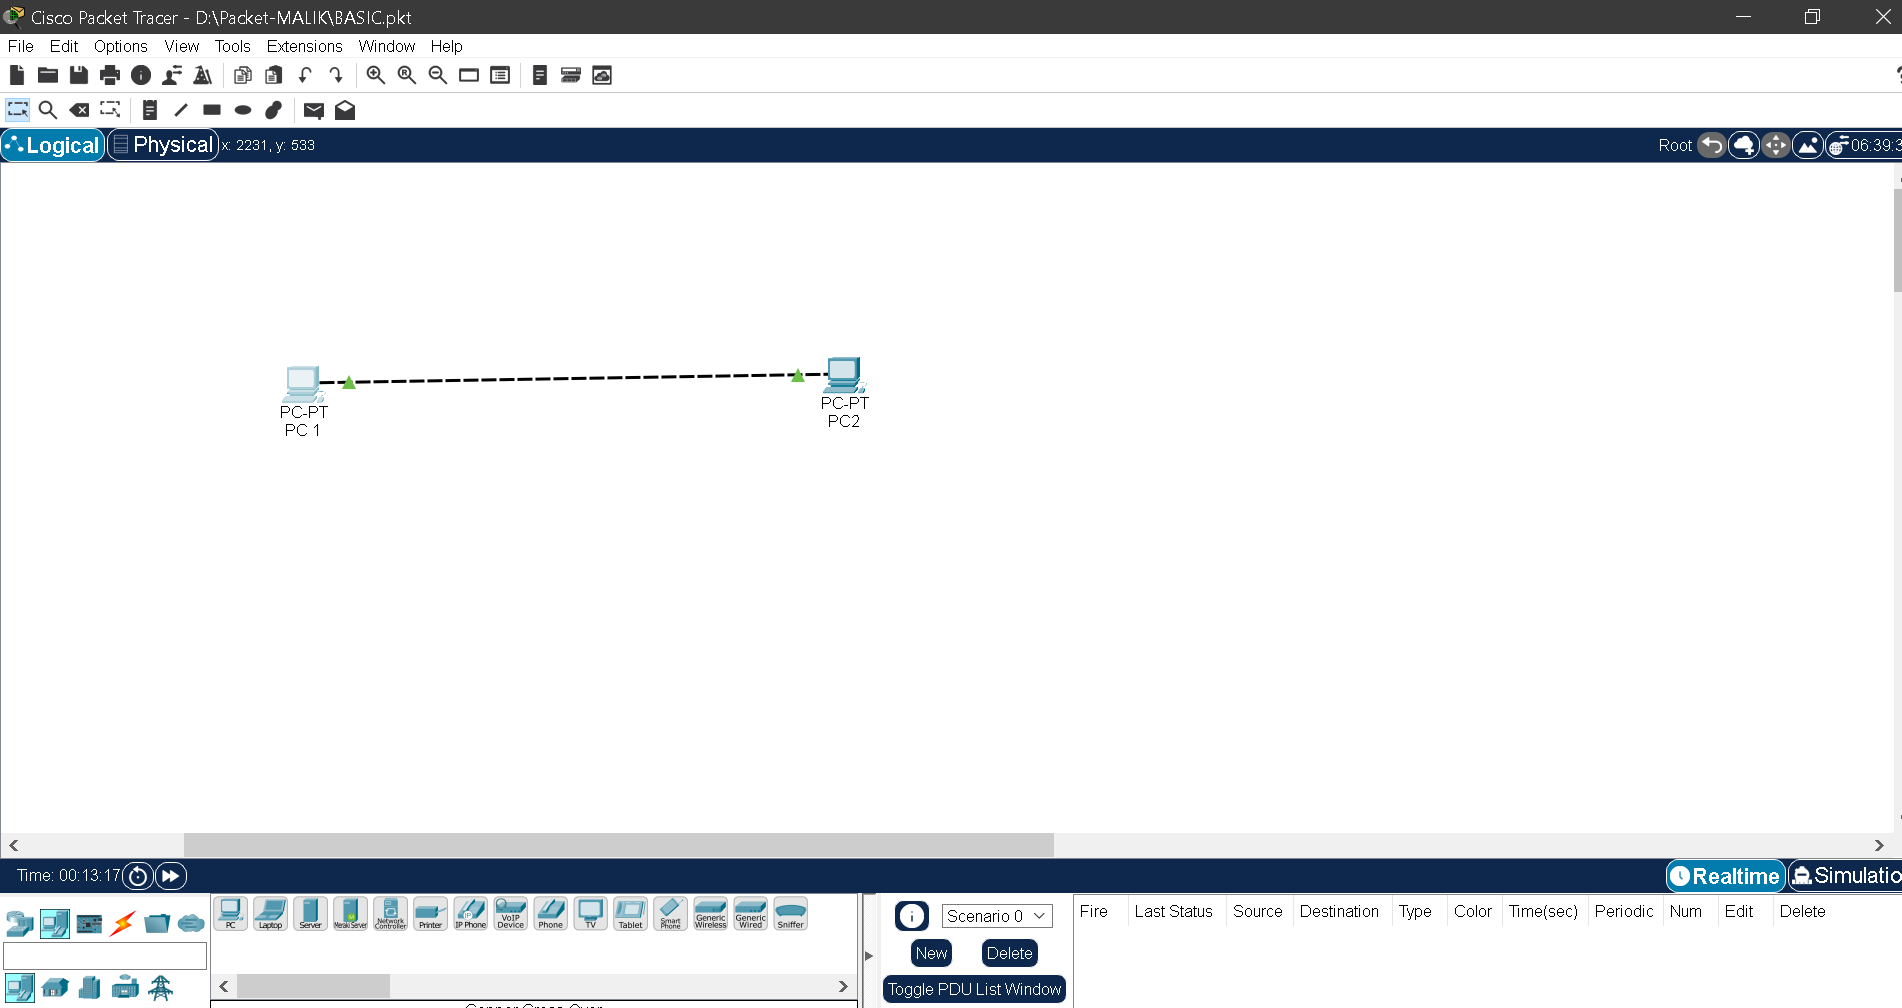 Cisco Packet Tracer - D:\Packet-MALIK\BASIC.pkt
File Edit Options View Tools Extensions Window Help
Logical Physical x: 2231, y: 533 Root 06:39:3
PC-PT
PC 1
PC-PT
PC2
Time: 00:13:17 Realtime Simulatio
PC Laptop Server Meraki Server Network Controller Printer IP Phone VoIP Device Phone TV Tablet Smart Phone Generic Wireless Generic Wired Sniffer
Scenario 0
New Delete
Toggle PDU List Window
Fire Last Status Source Destination Type Color Time(sec) Periodic Num Edit Delete